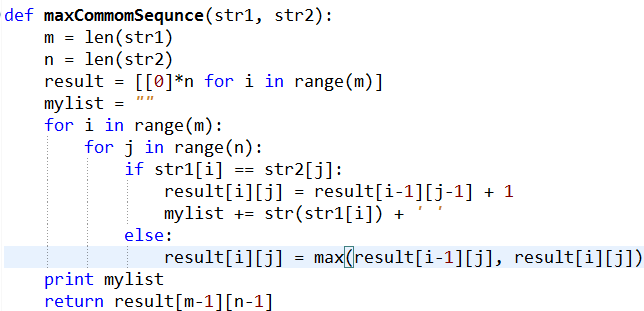 def maxCommomSequnce(str1, str2):
    m = len(str1)
    n = len(str2)
    result = [[0]*n for i in range(m)]
    mylist = ""
    for i in range(m):
        for j in range(n):
            if str1[i] == str2[j]:
                result[i][j] = result[i-1][j-1] + 1
                mylist += str(str1[i]) + ' '
            else:
                result[i][j] = max(result[i-1][j], result[i][j])
    print mylist
    return result[m-1][n-1]